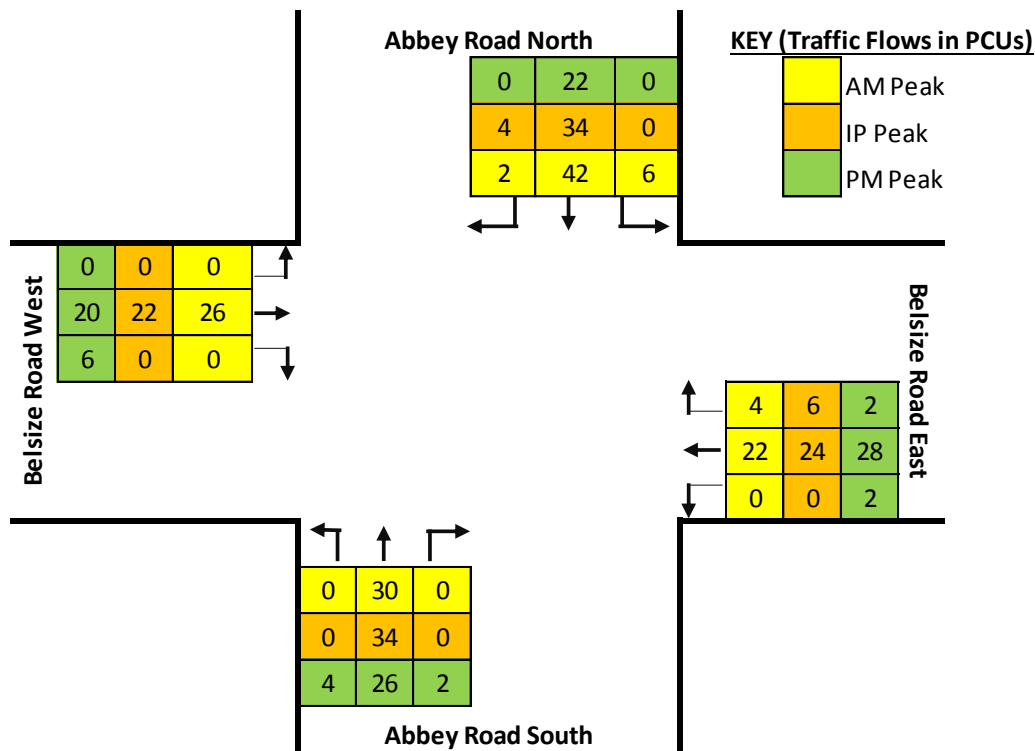 Abbey Road North
KEY (Traffic Flows in PCUs)
0 22 0
4 34 0
2 42 6
AM Peak
IP Peak
PM Peak
Belsize Road West
0 0 0
20 22 26
6 0 0
Belsize Road East
4 6 2
22 24 28
0 0 2
0 30 0
0 34 0
4 26 2
Abbey Road South